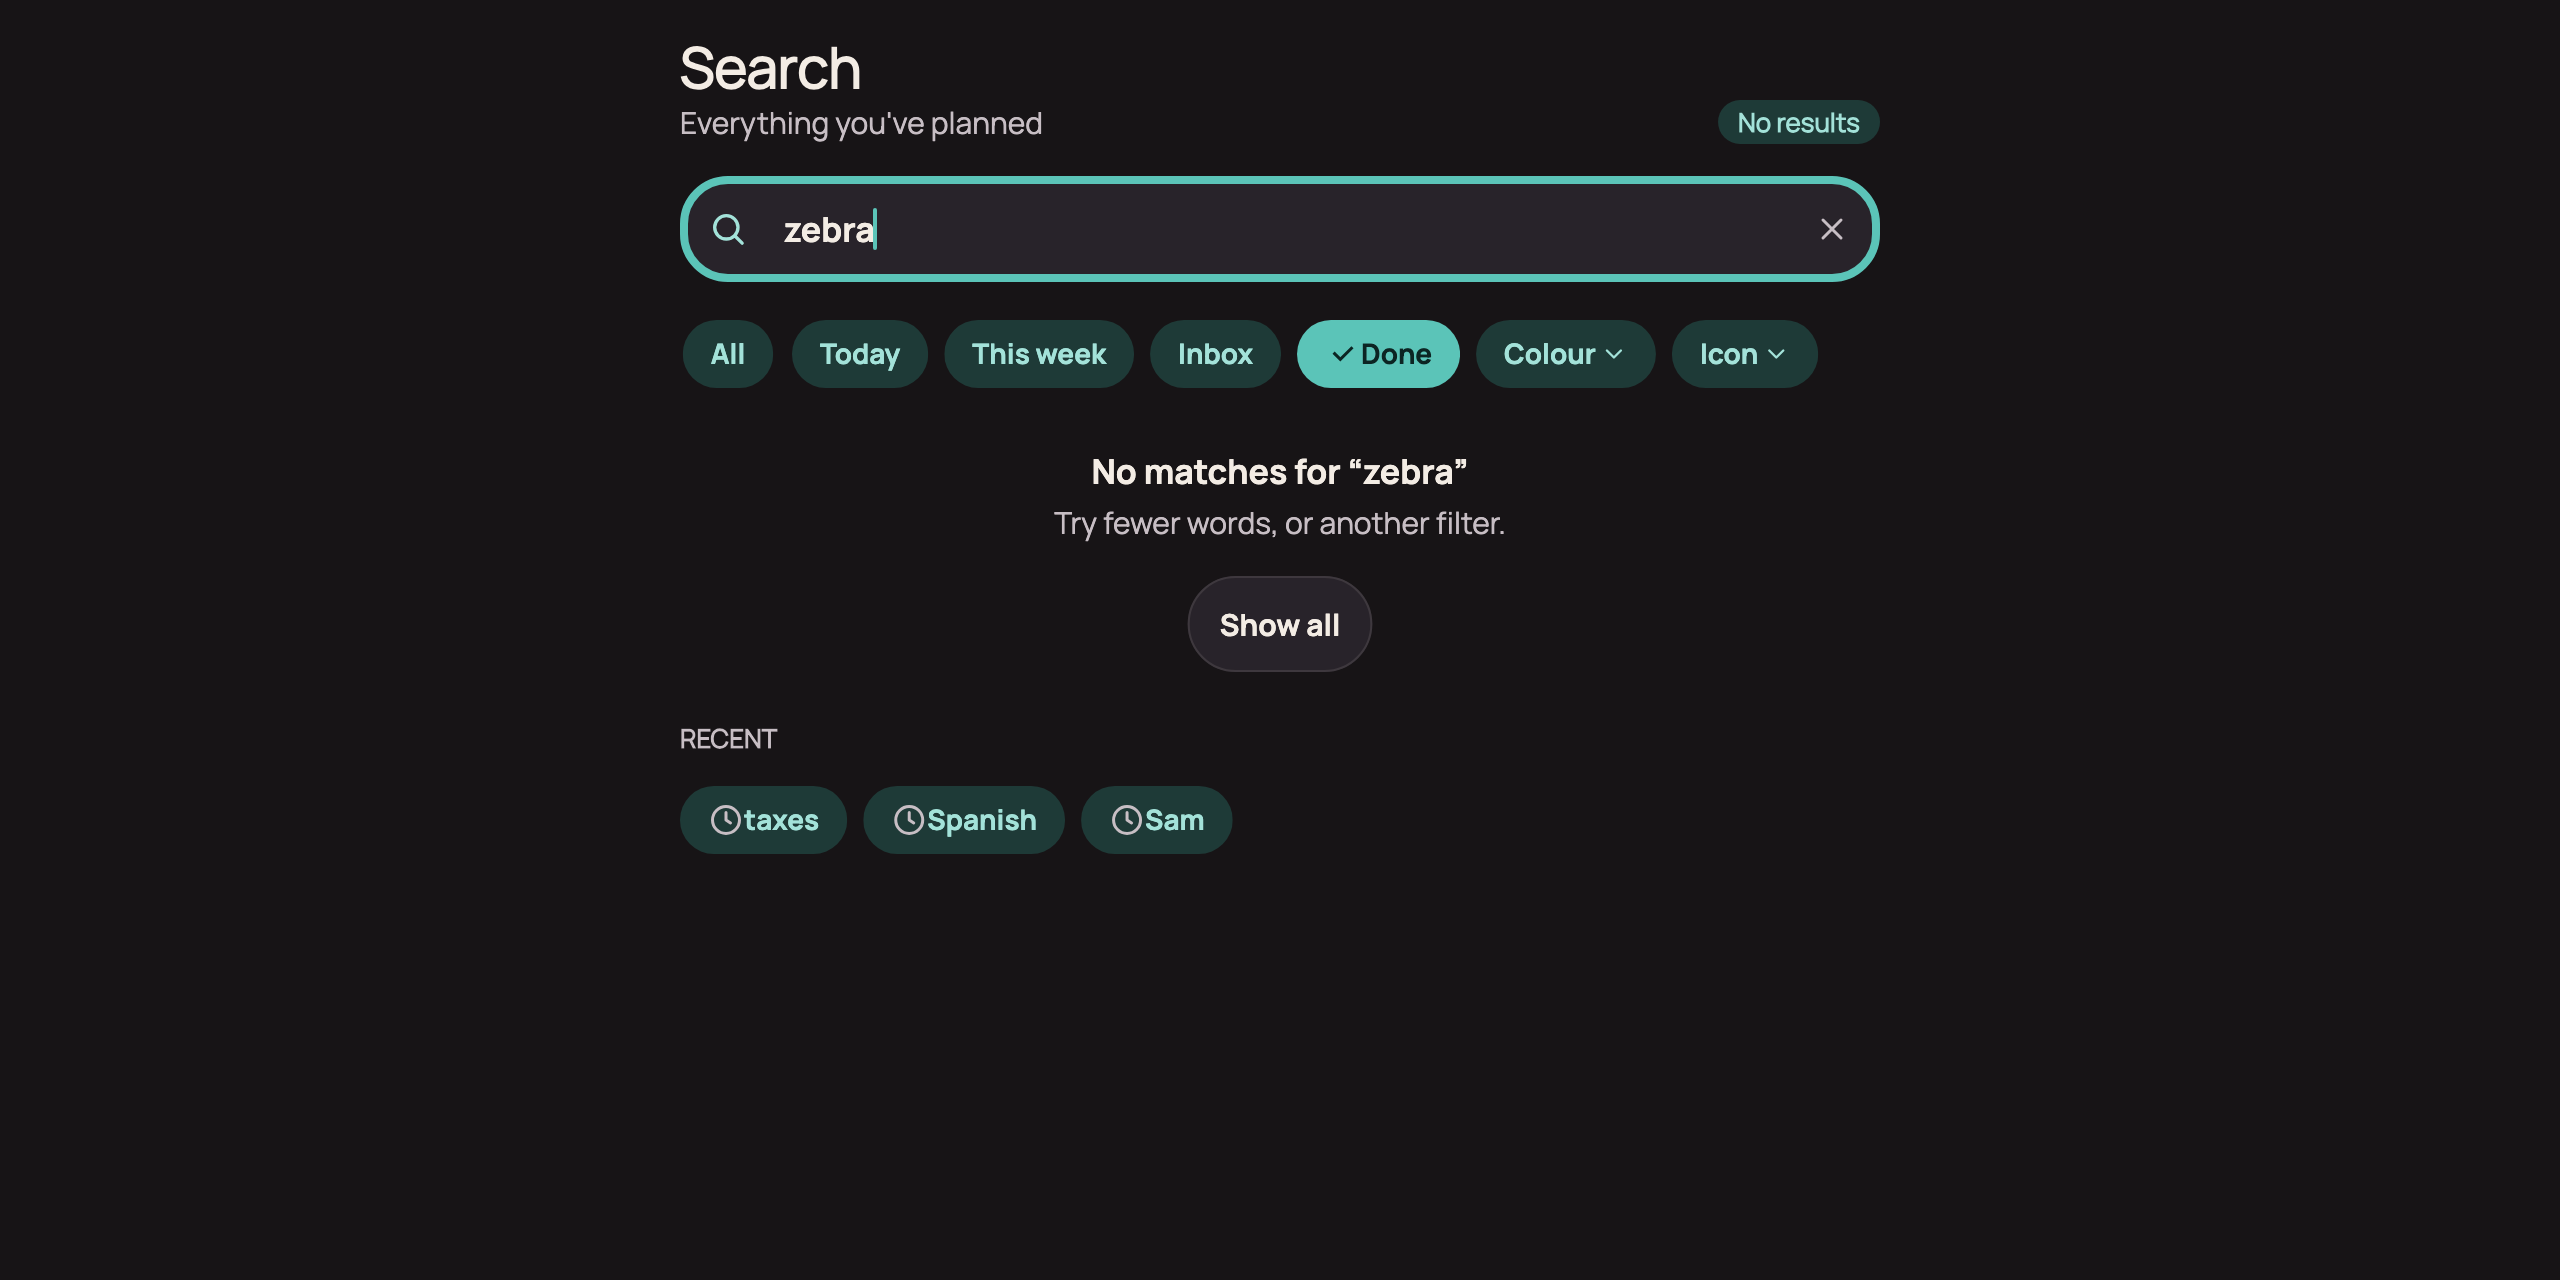 Search
Everything you've planned
No results
zebra
All Today This week Inbox Done Colour Icon
No matches for “zebra”
Try fewer words, or another filter.
Show all
RECENT
taxes Spanish Sam